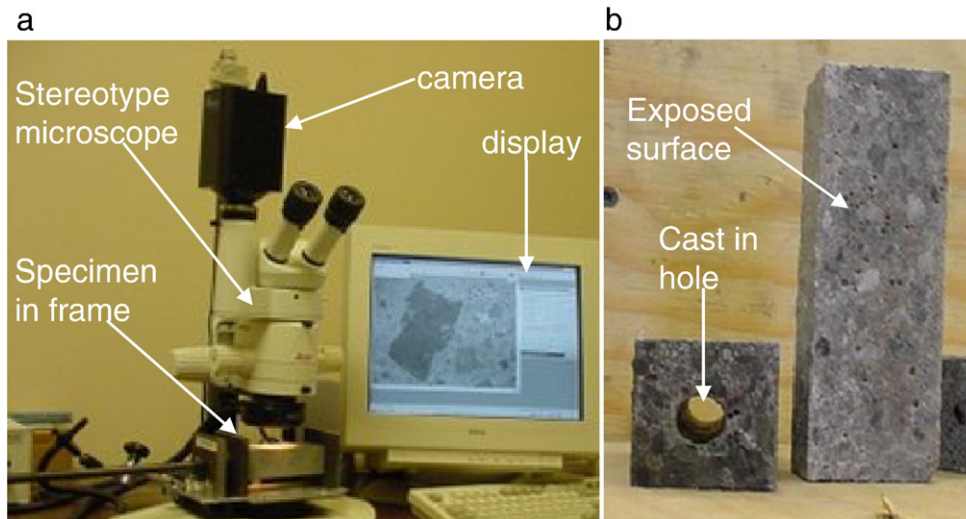 a
b
Stereotype
microscope
camera
display
Specimen
in frame
Exposed
surface
Cast in
hole